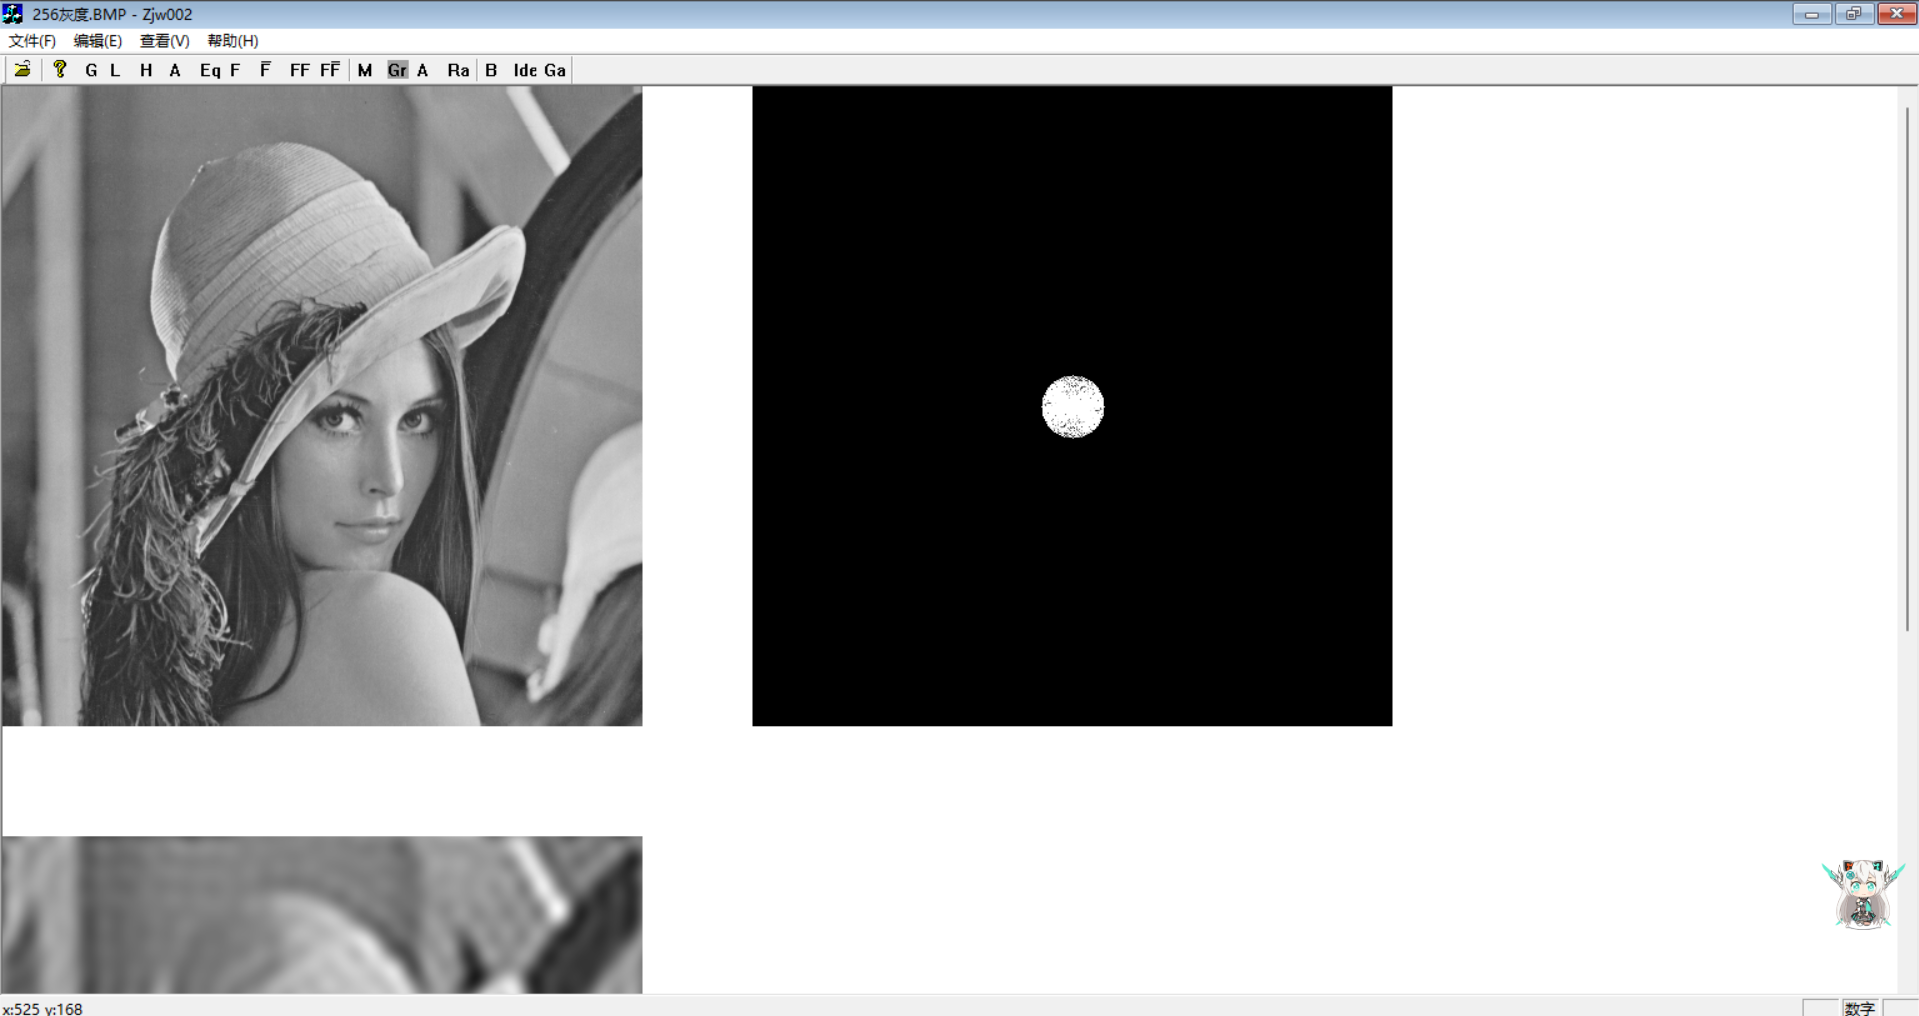 256灰度.BMP - Zjw002
文件(F) 编辑(E) 查看(V) 帮助(H)
G L H A Eq F F̅ FF FF̅ M Gr A Ra B Ide Ga
x:525 y:168
数字